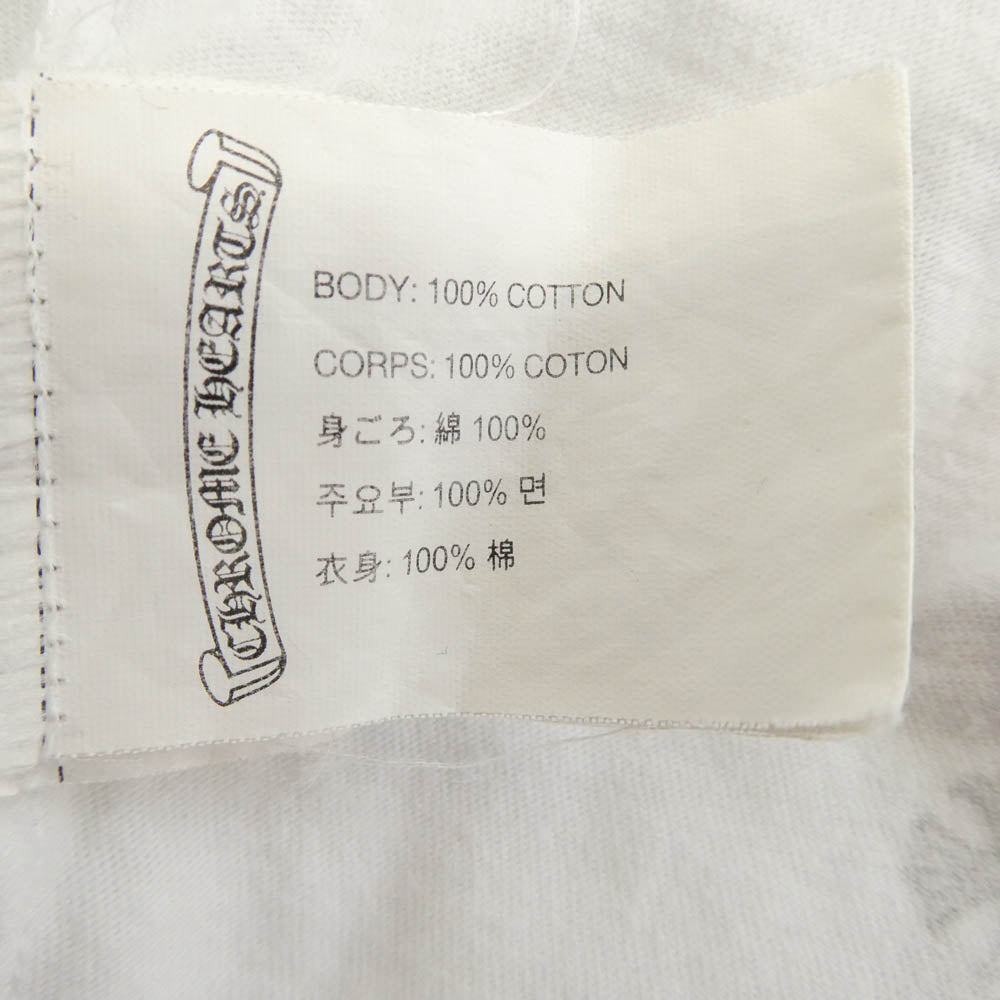 CHROME HEARTS
BODY: 100% COTTON
CORPS: 100% COTON
身ごろ: 綿 100%
주요부: 100% 면
衣身: 100% 棉